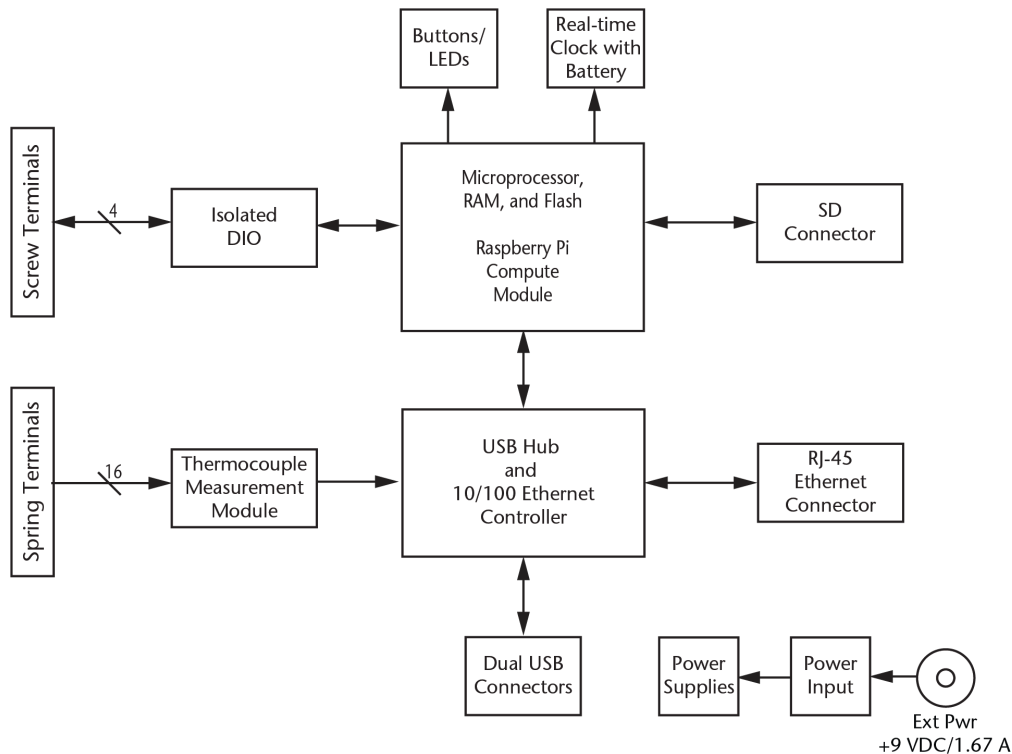 Buttons/
LEDs
Real-time
Clock with
Battery
Screw Terminals
4
Isolated
DIO
Microprocessor,
RAM, and Flash
Raspberry Pi
Compute
Module
SD
Connector
Spring Terminals
16
Thermocouple
Measurement
Module
USB Hub
and
10/100 Ethernet
Controller
RJ-45
Ethernet
Connector
Dual USB
Connectors
Power
Supplies
Power
Input
Ext Pwr
+9 VDC/1.67 A